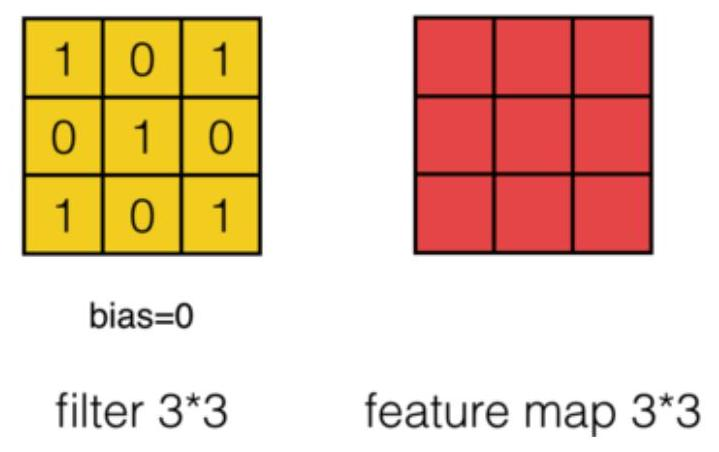 1 0 1
0 1 0
1 0 1
bias=0
filter 3*3
feature map 3*3